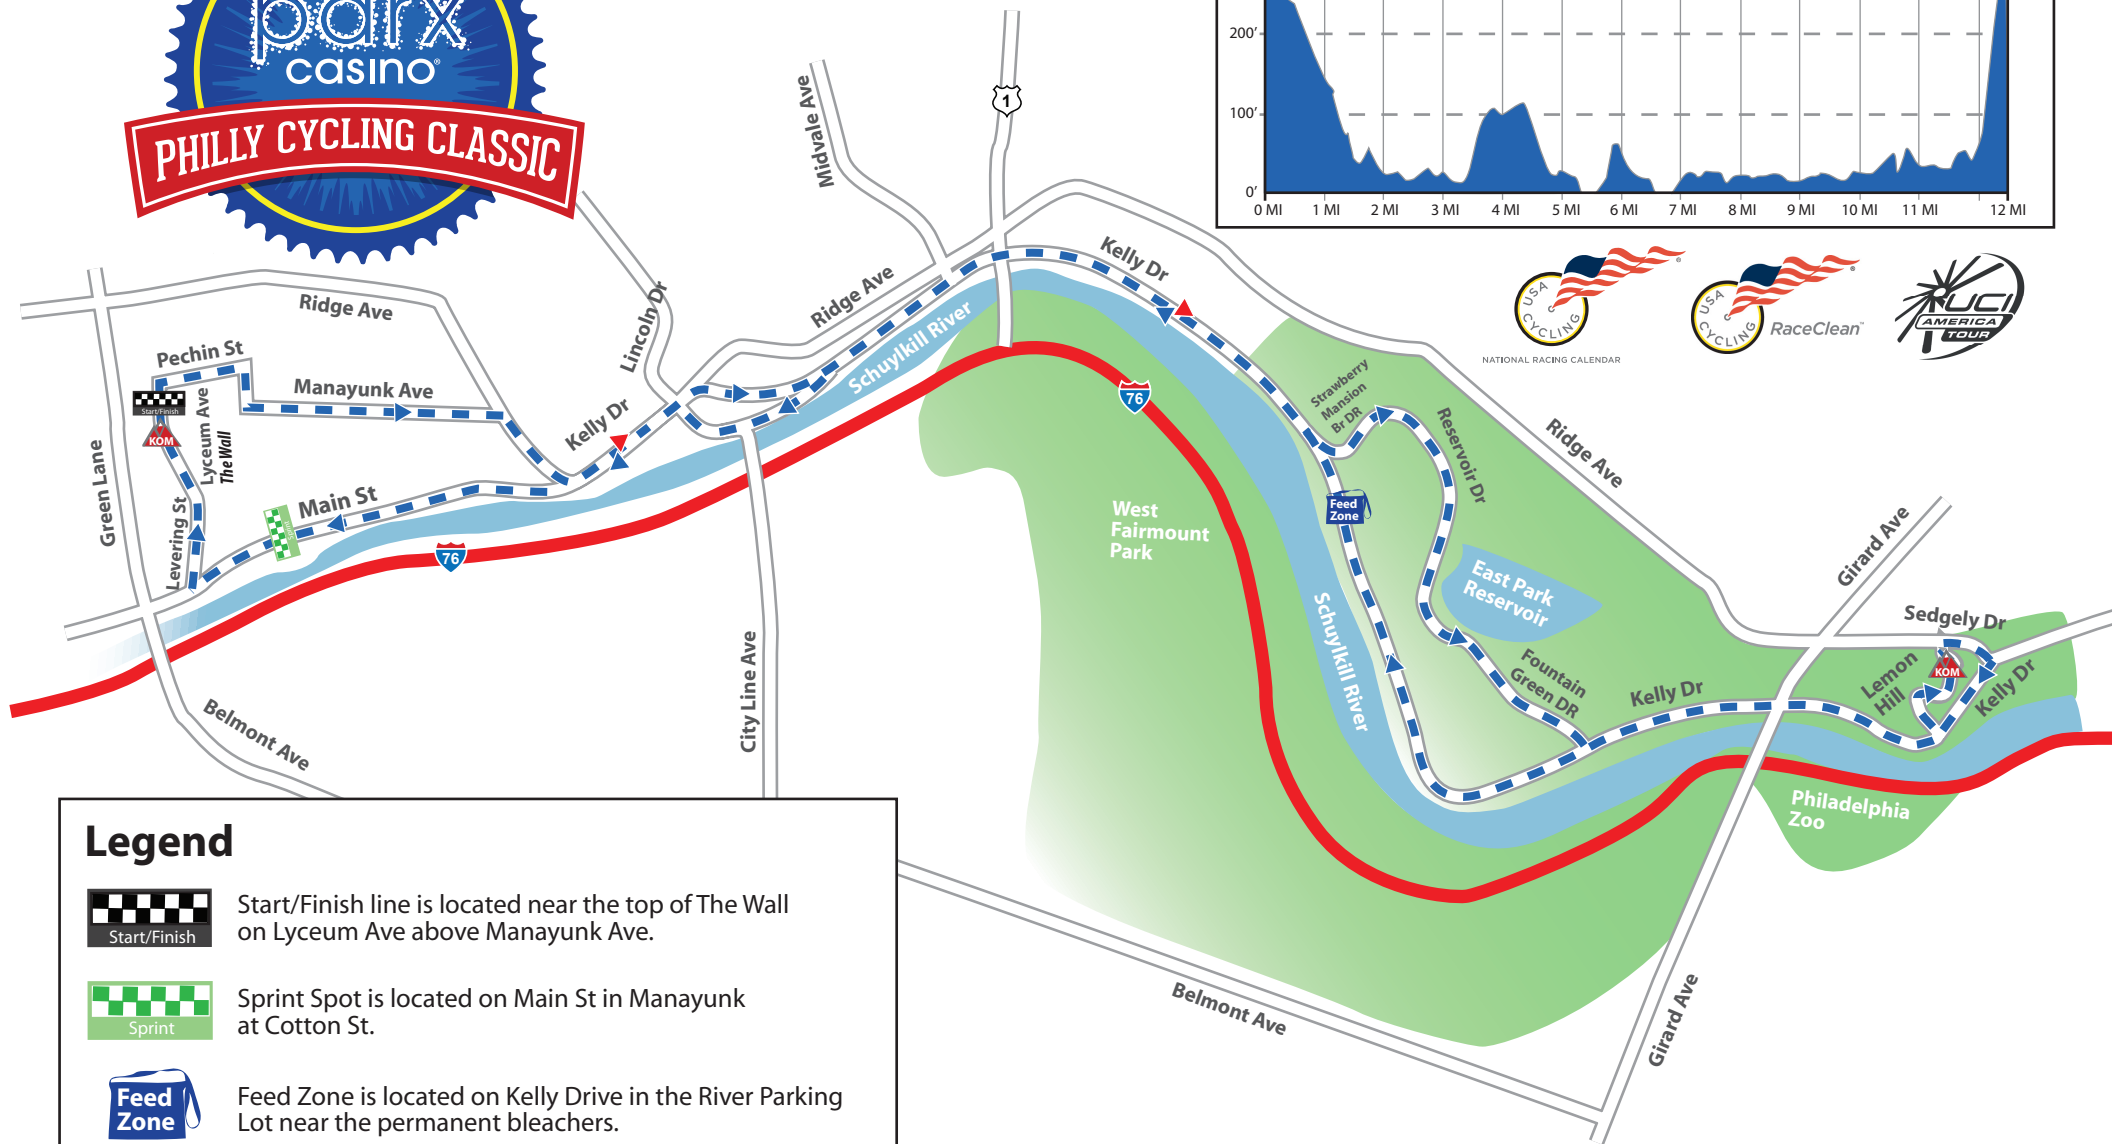 parx
casino®
PHILLY CYCLING CLASSIC
200'
100'
0'
0 MI 1 MI 2 MI 3 MI 4 MI 5 MI 6 MI 7 MI 8 MI 9 MI 10 MI 11 MI 12 MI
USA
CYCLING
NATIONAL RACING CALENDAR
USA
CYCLING
RaceClean™
UCI
AMERICA
TOUR
Midvale Ave
1
Kelly Dr
Ridge Ave
Ridge Ave
Lincoln Dr
Schuylkill River
Pechin St
Manayunk Ave
Start/Finish
KOM
Lyceum Ave
The Wall
Green Lane
Levering St
Main St
Sprint
Kelly Dr
76
76
Strawberry
Mansion
Br DR
Reservoir Dr
Ridge Ave
Feed
Zone
West
Fairmount
Park
East Park
Reservoir
Schuylkill River
Fountain
Green DR
Kelly Dr
Girard Ave
Sedgely Dr
Lemon
Hill
KOM
Kelly Dr
Philadelphia
Zoo
City Line Ave
Belmont Ave
Belmont Ave
Girard Ave
Legend
Start/Finish
Start/Finish line is located near the top of The Wall
on Lyceum Ave above Manayunk Ave.
Sprint
Sprint Spot is located on Main St in Manayunk
at Cotton St.
Feed
Zone
Feed Zone is located on Kelly Drive in the River Parking
Lot near the permanent bleachers.